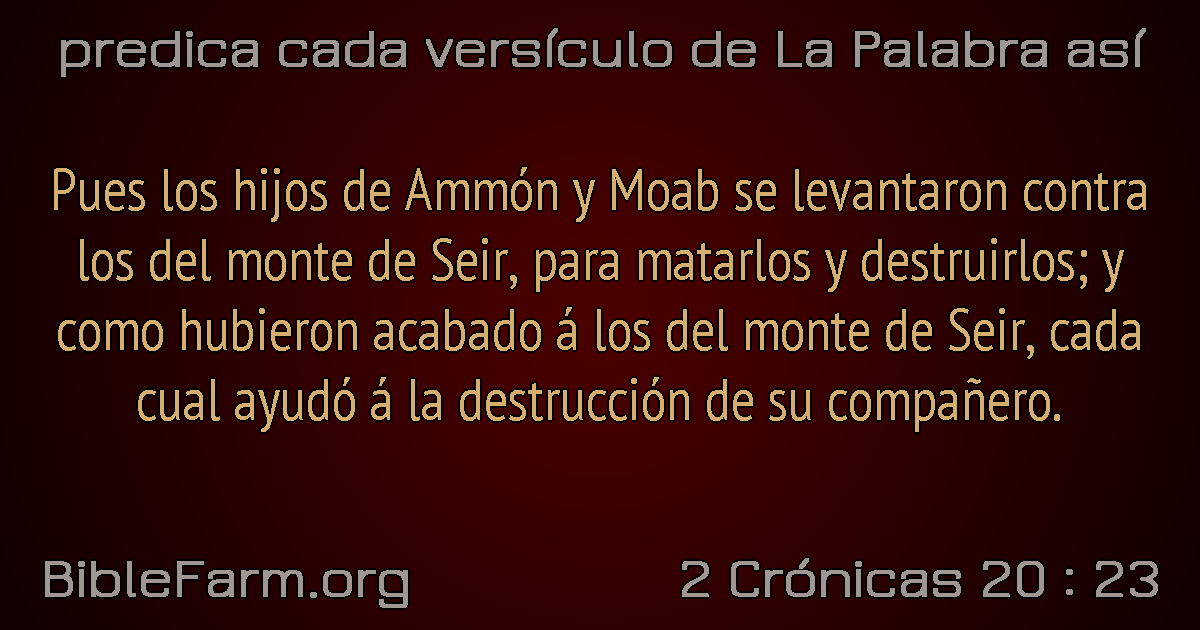 predica cada versículo de La Palabra así
Pues los hijos de Ammón y Moab se levantaron contra
los del monte de Seir, para matarlos y destruirlos; y
como hubieron acabado á los del monte de Seir, cada
cual ayudó á la destrucción de su compañero.
BibleFarm.org
2 Crónicas 20 : 23